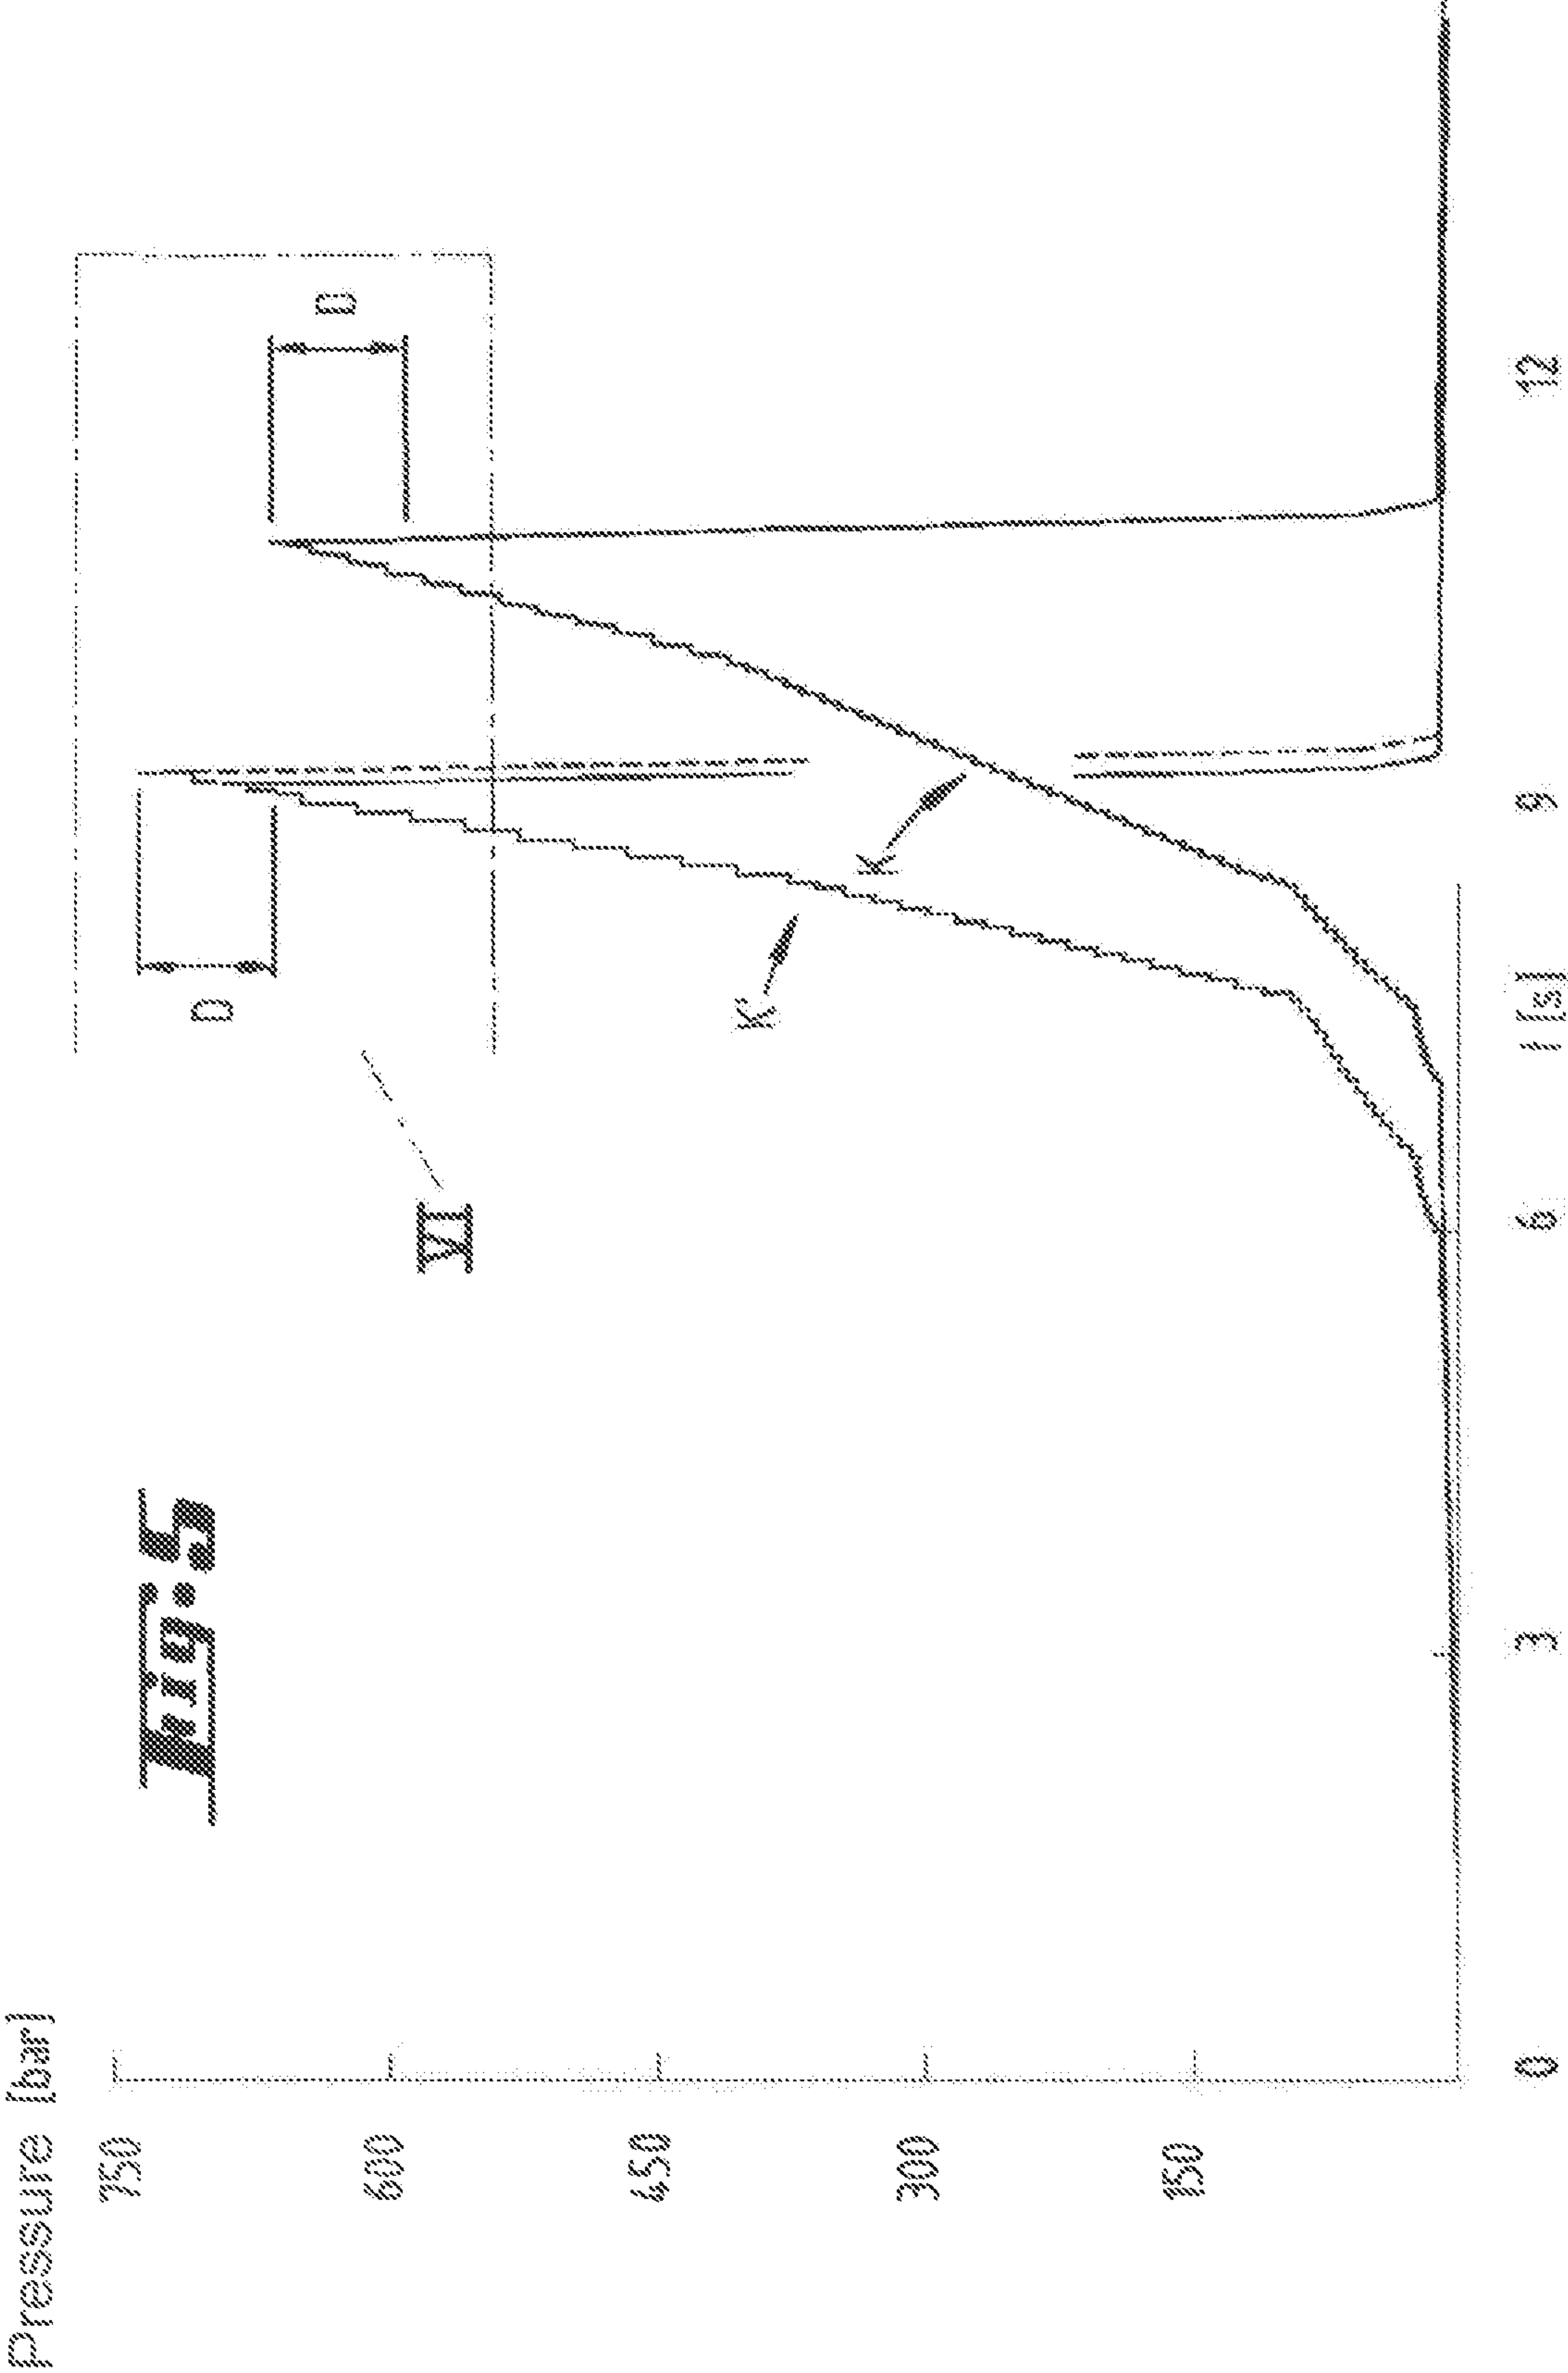 Pressure [bar]
Fig. 5
750
600
450
300
150
D
D
VI
K
K
0
3
6
t [s]
9
12